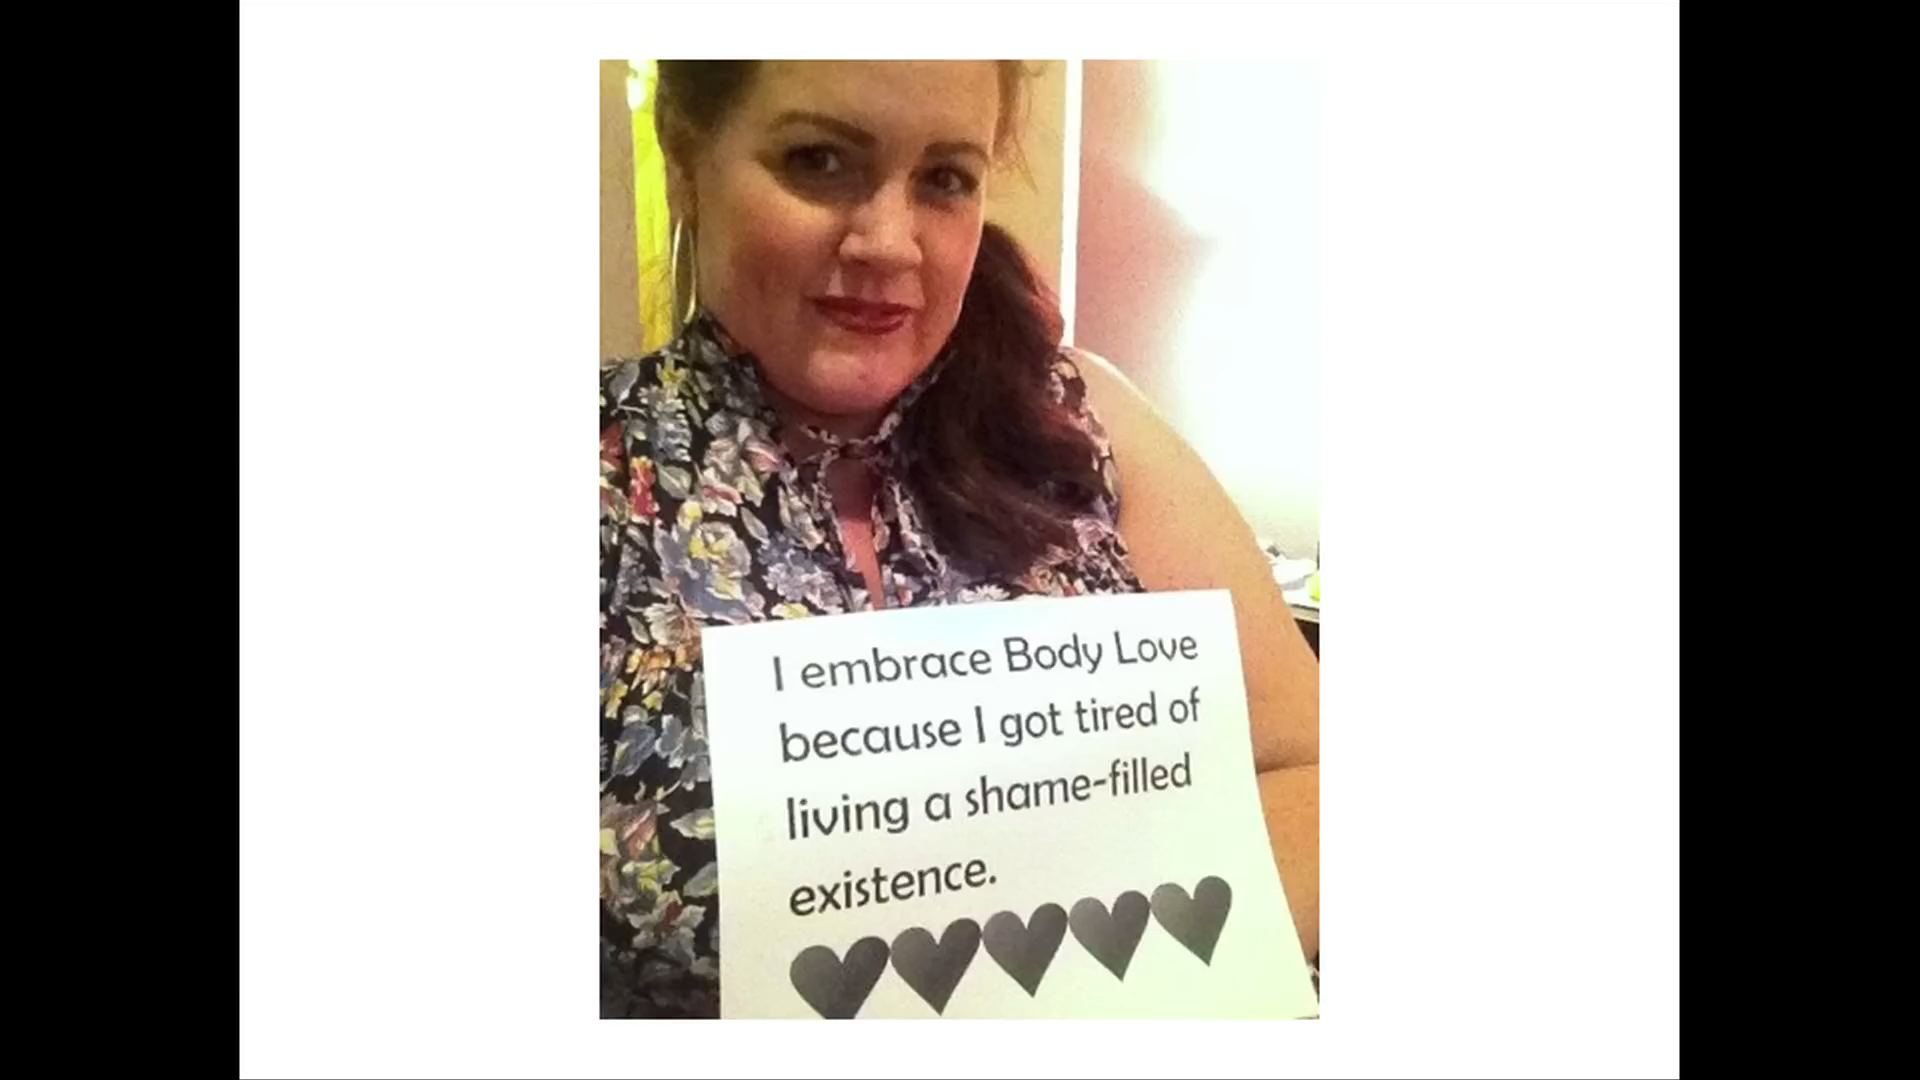 I embrace Body Love
because I got tired of
living a shame-filled
existence.